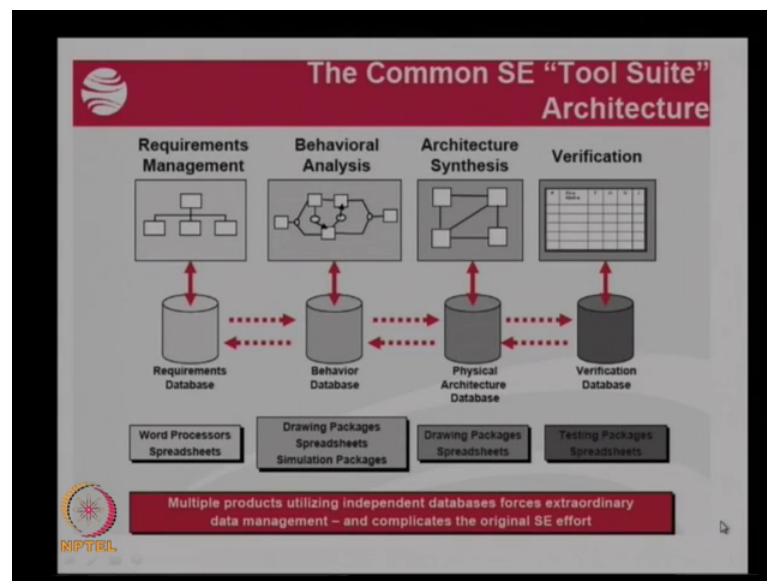 The Common SE “Tool Suite”
Architecture
Requirements
Management
Behavioral
Analysis
Architecture
Synthesis
Verification
Requirements
Database
Behavior
Database
Physical
Architecture
Database
Verification
Database
Word Processors
Spreadsheets
Drawing Packages
Spreadsheets
Simulation Packages
Drawing Packages
Spreadsheets
Testing Packages
Spreadsheets
Multiple products utilizing independent databases forces extraordinary
data management – and complicates the original SE effort
NPTEL